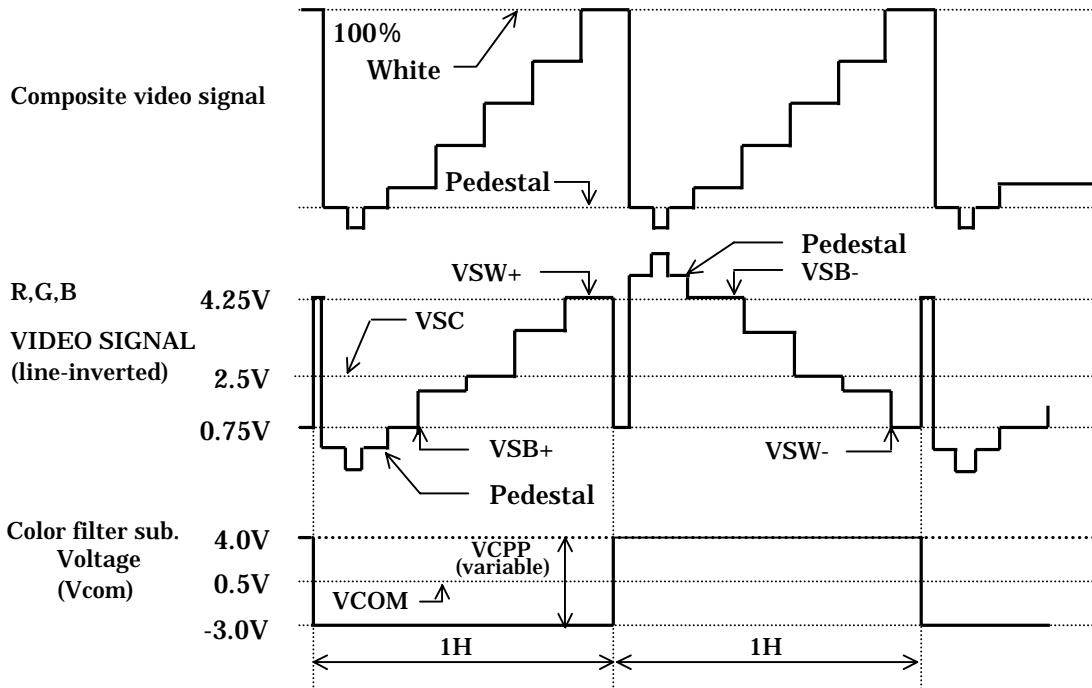 100%
White
Composite video signal
Pedestal
Pedestal
VSW+
VSB-
R,G,B
4.25V
VSC
VIDEO SIGNAL
(line-inverted)
2.5V
0.75V
VSB+
VSW-
Pedestal
Color filter sub.
4.0V
VCPP
Voltage
(variable)
(Vcom)
0.5V
VCOM
-3.0V
1H
1H